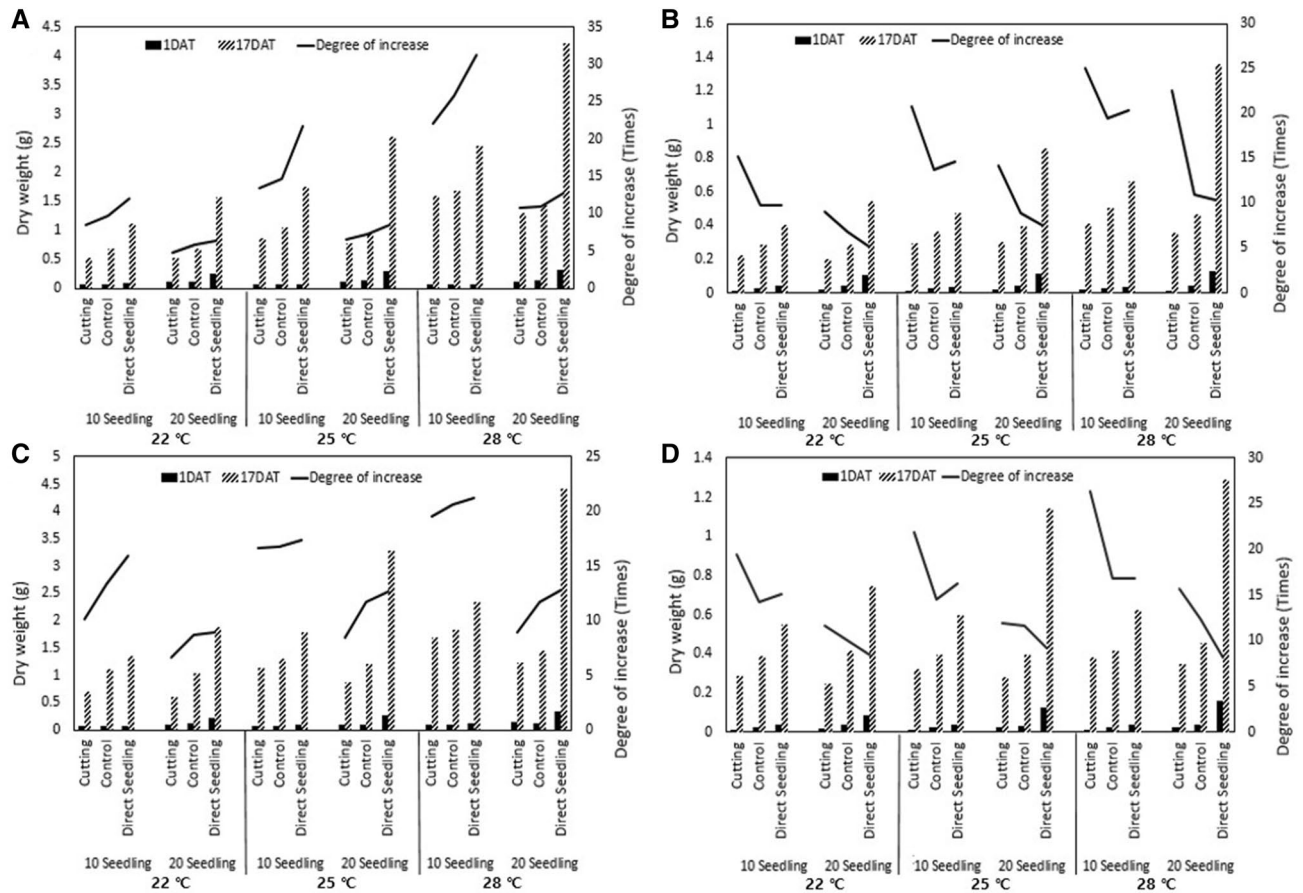 A
Dry weight (g)
4.5
4
3.5
3
2.5
2
1.5
1
0.5
0
1DAT 17DAT Degree of increase
35
30
25
20
15
10
5
0
Degree of increase (Times)
Cutting
Control
Direct Seedling
Cutting
Control
Direct Seedling
Cutting
Control
Direct Seedling
Cutting
Control
Direct Seedling
Cutting
Control
Direct Seedling
Cutting
Control
Direct Seedling
10 Seedling 20 Seedling 10 Seedling 20 Seedling 10 Seedling 20 Seedling
22 ℃ 25 ℃ 28 ℃
B
Dry weight (g)
1.6
1.4
1.2
1
0.8
0.6
0.4
0.2
0
1DAT 17DAT Degree of increase
30
25
20
15
10
5
0
Degree of increase (Times)
Cutting
Control
Direct Seedling
Cutting
Control
Direct Seedling
Cutting
Control
Direct Seedling
Cutting
Control
Direct Seedling
Cutting
Control
Direct Seedling
Cutting
Control
Direct Seedling
10 Seedling 20 Seedling 10 Seedling 20 Seedling 10 Seedling 20 Seedling
22 ℃ 25 ℃ 28 ℃
C
Dry weight (g)
5
4.5
4
3.5
3
2.5
2
1.5
1
0.5
0
1DAT 17DAT Degree of increase
25
20
15
10
5
0
Degree of increase (Times)
Cutting
Control
Direct Seedling
Cutting
Control
Direct Seedling
Cutting
Control
Direct Seedling
Cutting
Control
Direct Seedling
Cutting
Control
Direct Seedling
Cutting
Control
Direct Seedling
10 Seedling 20 Seedling 10 Seedling 20 Seedling 10 Seedling 20 Seedling
22 ℃ 25 ℃ 28 ℃
D
Dry weight (g)
1.4
1.2
1
0.8
0.6
0.4
0.2
0
1DAT 17DAT Degree of increase
30
25
20
15
10
5
0
Degree of increase (Times)
Cutting
Control
Direct Seedling
Cutting
Control
Direct Seedling
Cutting
Control
Direct Seedling
Cutting
Control
Direct Seedling
Cutting
Control
Direct Seedling
Cutting
Control
Direct Seedling
10 Seedling 20 Seedling 10 Seedling 20 Seedling 10 Seedling 20 Seedling
22 ℃ 25 ℃ 28 ℃